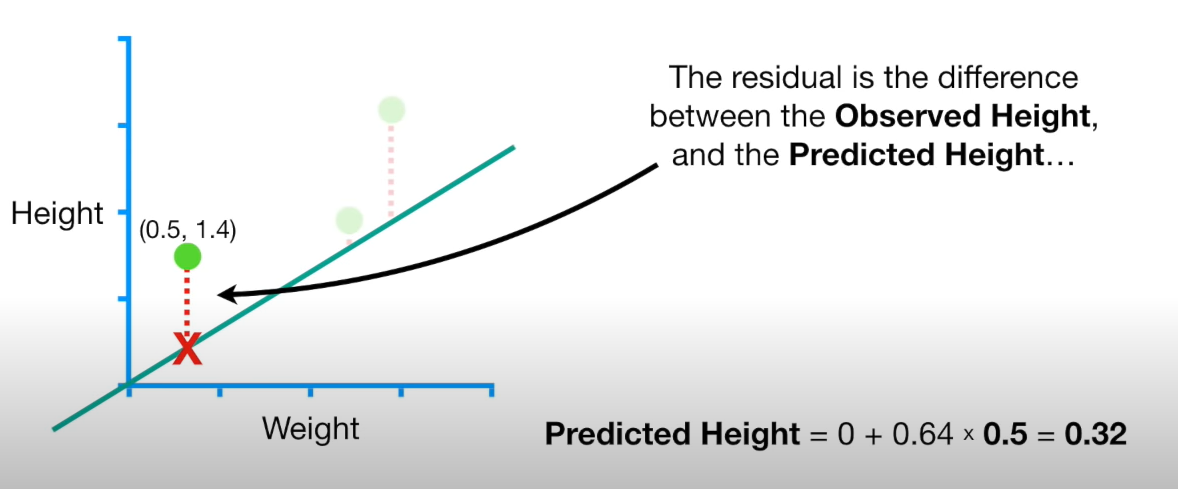 The residual is the difference
between the Observed Height,
and the Predicted Height…
Height
(0.5, 1.4)
X
Weight
Predicted Height = 0 + 0.64 × 0.5 = 0.32